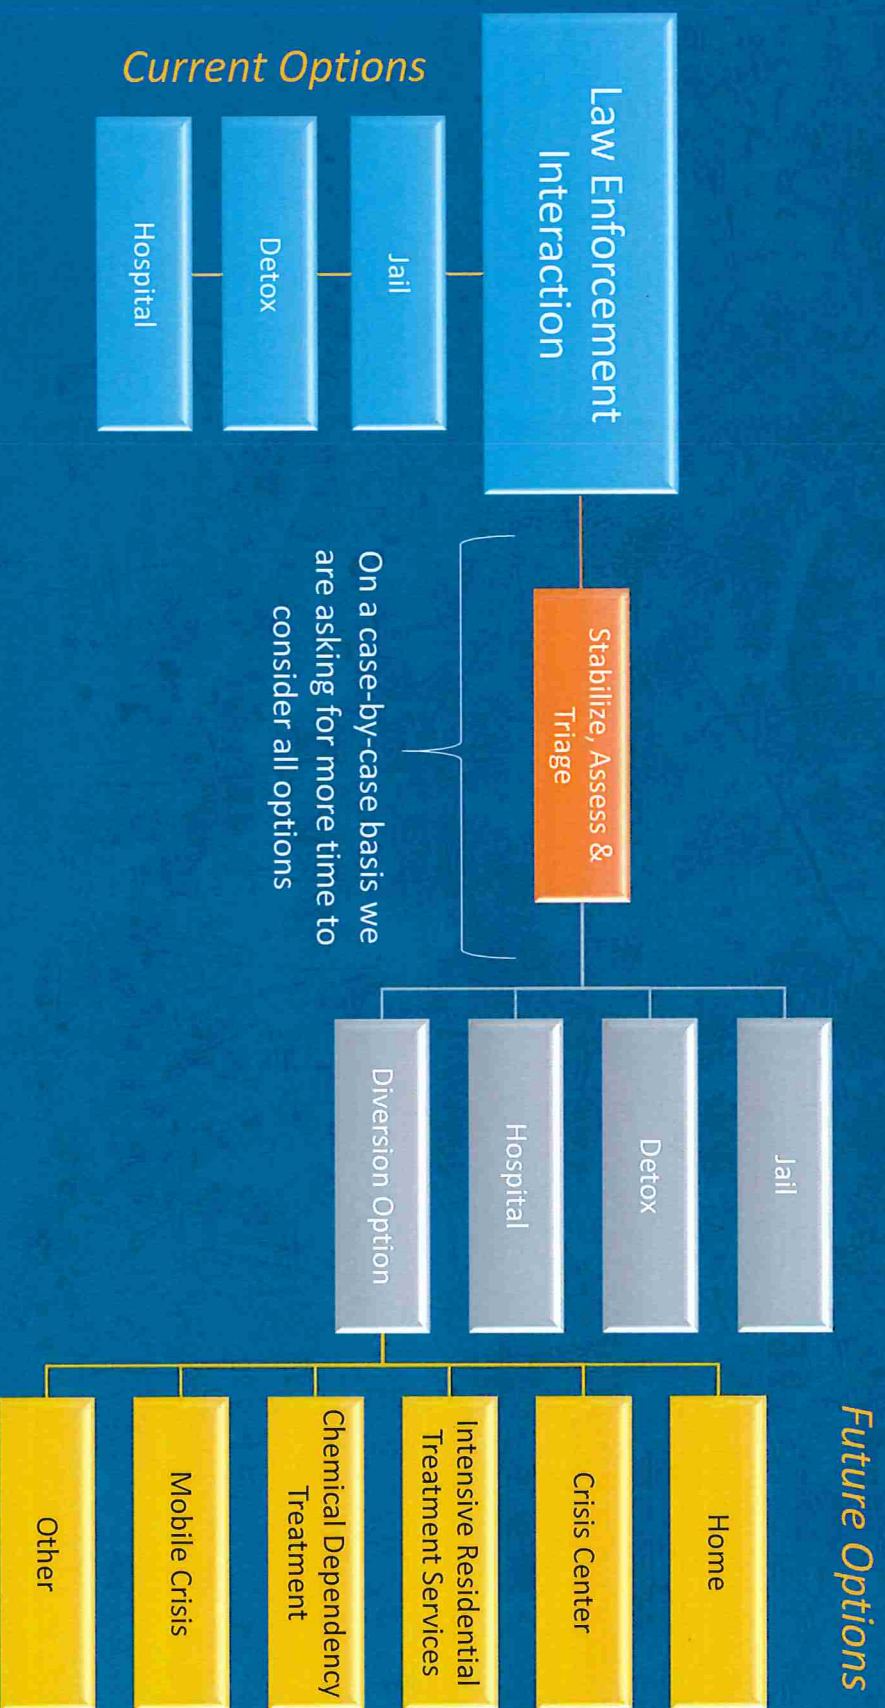 Future Options
Law Enforcement
Interaction
Current Options
Jail
Detox
Hospital
Stabilize, Assess &
Triage
On a case-by-case basis we
are asking for more time to
consider all options
Jail
Detox
Hospital
Diversion Option
Home
Crisis Center
Intensive Residential
Treatment Services
Chemical Dependency
Treatment
Mobile Crisis
Other